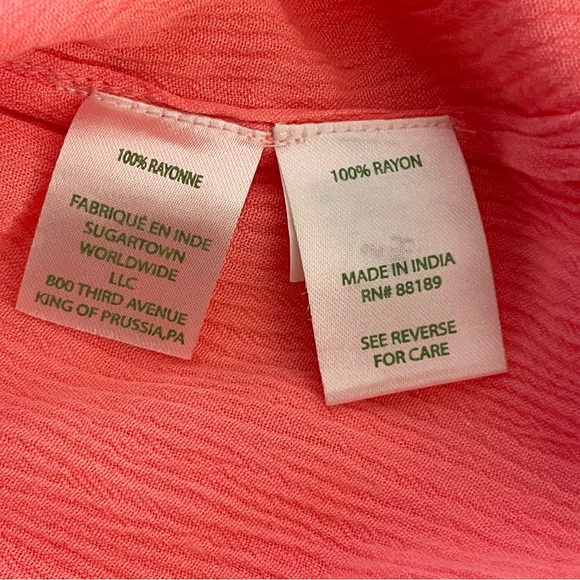 100% RAYONNE
FABRIQUÉ EN INDE
SUGARTOWN
WORLDWIDE
LLC
800 THIRD AVENUE
KING OF PRUSSIA,PA
100% RAYON
MADE IN INDIA
RN# 88189
SEE REVERSE
FOR CARE